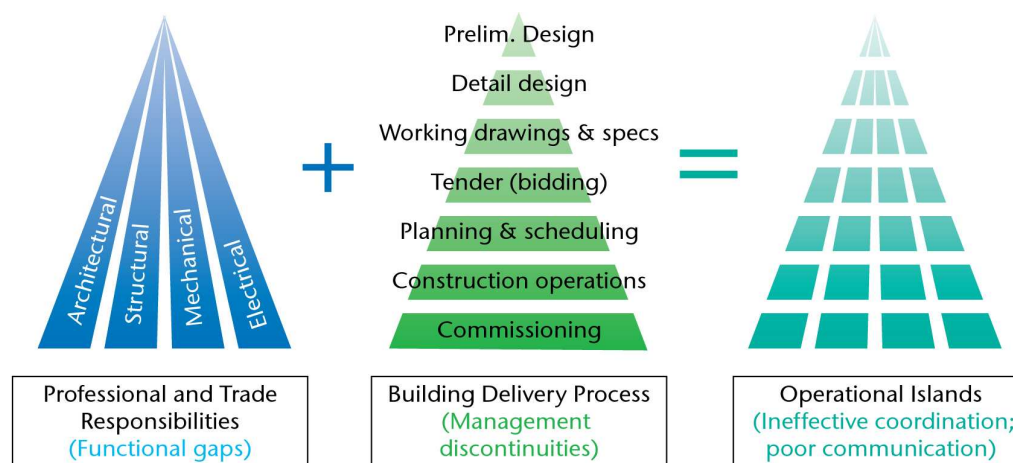 Architectural
Structural
Mechanical
Electrical
+
Prelim. Design
Detail design
Working drawings & specs
Tender (bidding)
Planning & scheduling
Construction operations
Commissioning
=
Professional and Trade
Responsibilities
(Functional gaps)
Building Delivery Process
(Management
discontinuities)
Operational Islands
(Ineffective coordination;
poor communication)